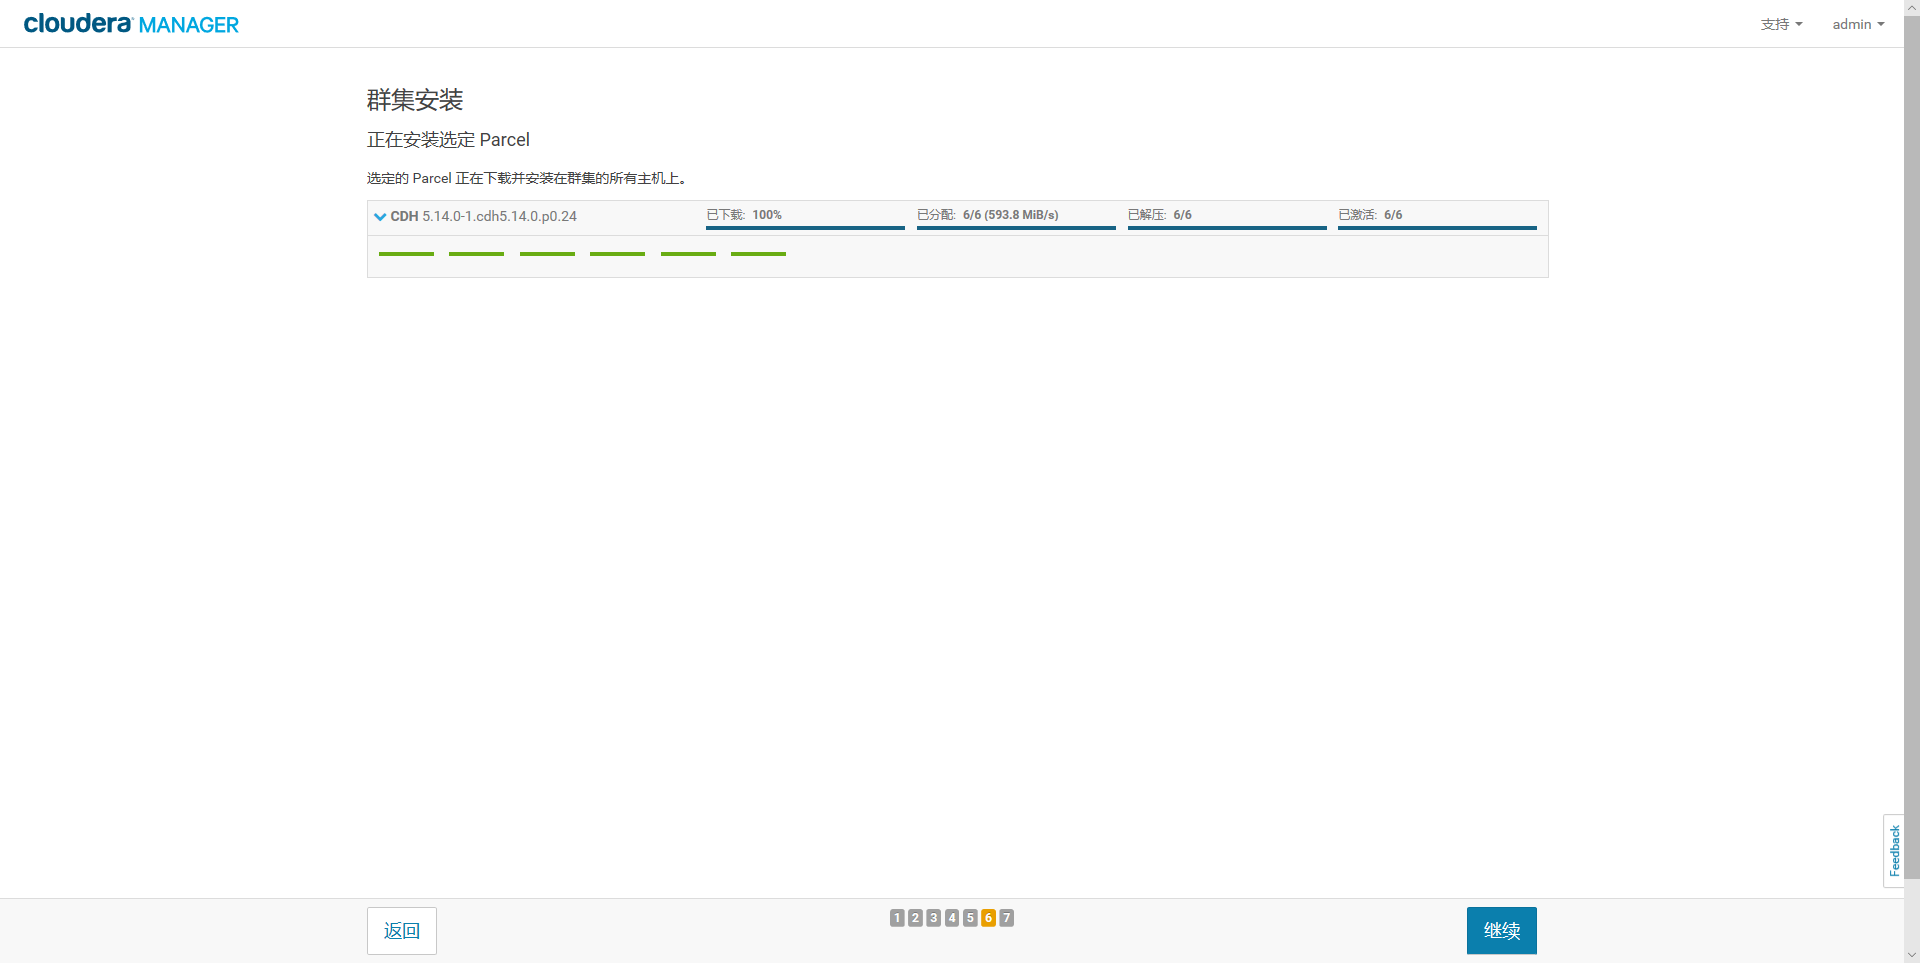 cloudera MANAGER
支持 admin
群集安装
正在安装选定 Parcel
选定的 Parcel 正在下载并安装在群集的所有主机上。
CDH 5.14.0-1.cdh5.14.0.p0.24 已下载: 100% 已分配: 6/6 (593.8 MiB/s) 已解压: 6/6 已激活: 6/6
Feedback
返回 1 2 3 4 5 6 7 继续